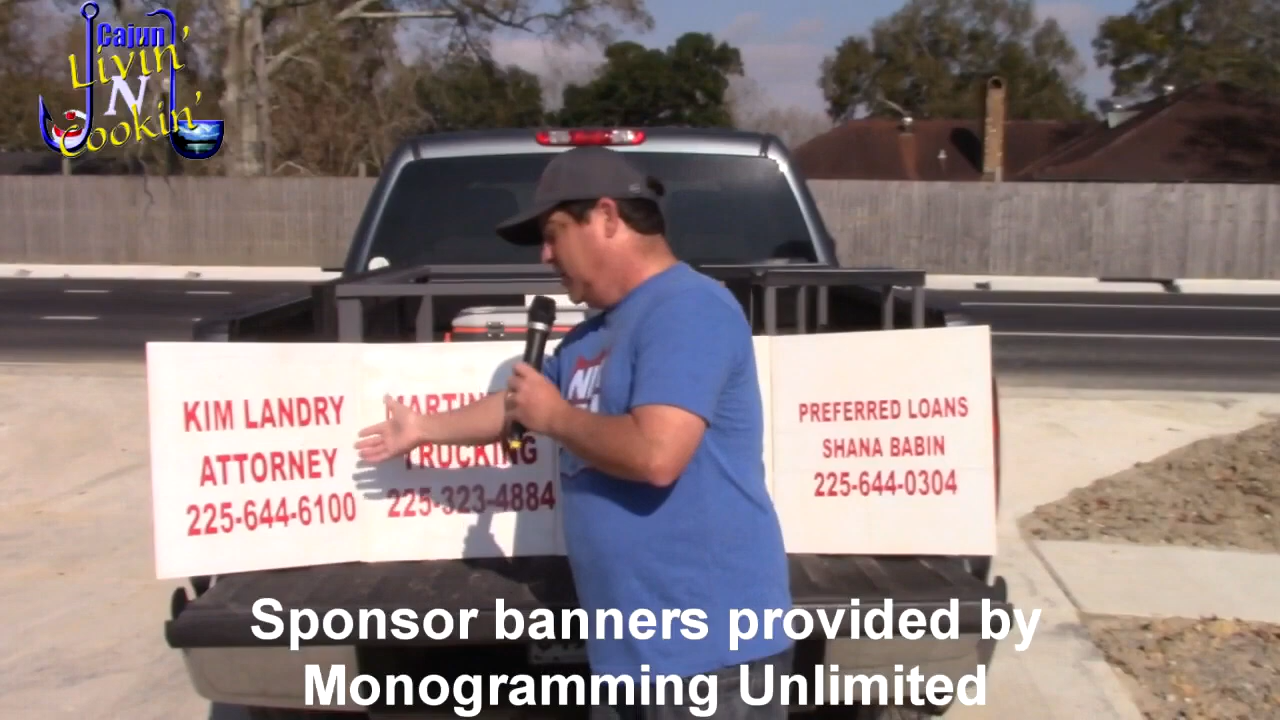 Cajun
Livin'
N
Cookin'
KIM LANDRY
ATTORNEY
225-644-6100
TRUCKING
225-323-4884
PREFERRED LOANS
SHANA BABIN
225-644-0304
Sponsor banners provided by
Monogramming Unlimited